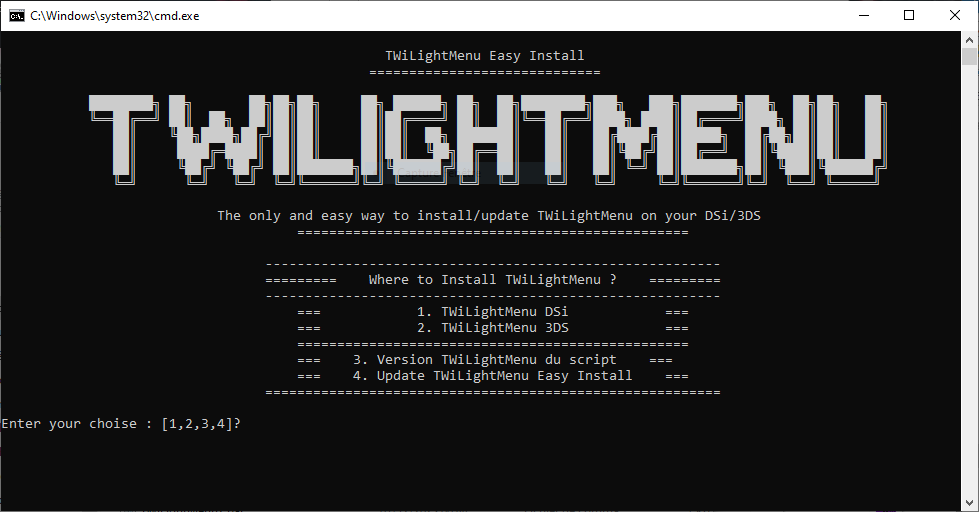 C:\Windows\system32\cmd.exe
TWiLightMenu Easy Install
=============================
TWILIGHTMENU
The only and easy way to install/update TWiLightMenu on your DSi/3DS
=================================================
---------------------------------------------------------
========= Where to Install TWiLightMenu ? =========
---------------------------------------------------------
=== 1. TWiLightMenu DSi ===
=== 2. TWiLightMenu 3DS ===
=================================================
=== 3. Version TWiLightMenu du script ===
=== 4. Update TWiLightMenu Easy Install ===
=========================================================
Enter your choise : [1,2,3,4]?